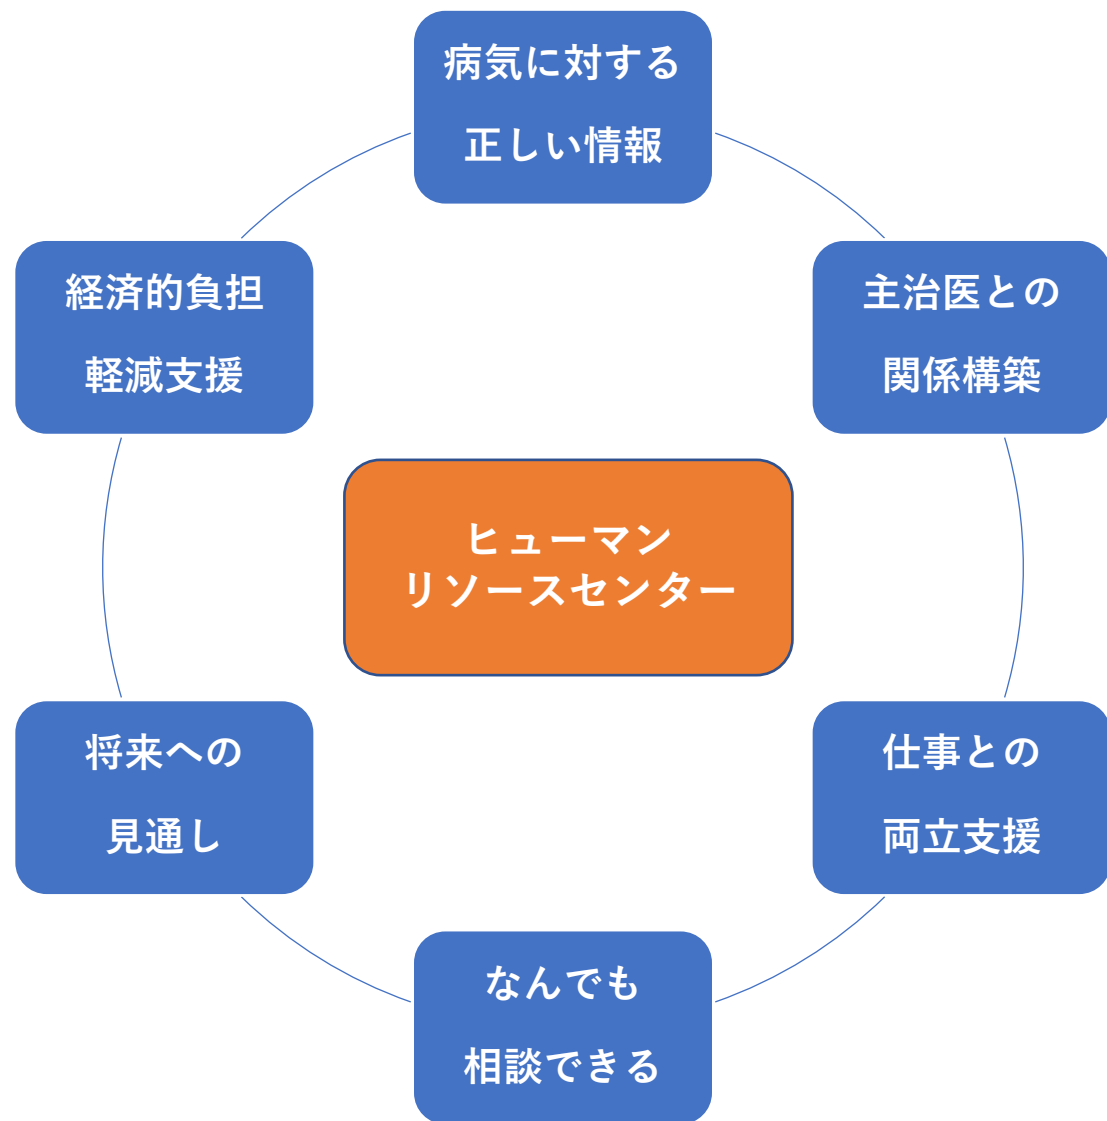 病気に対する
正しい情報
主治医との
関係構築
仕事との
両立支援
なんでも
相談できる
将来への
見通し
経済的負担
軽減支援
ヒューマン
リソースセンター